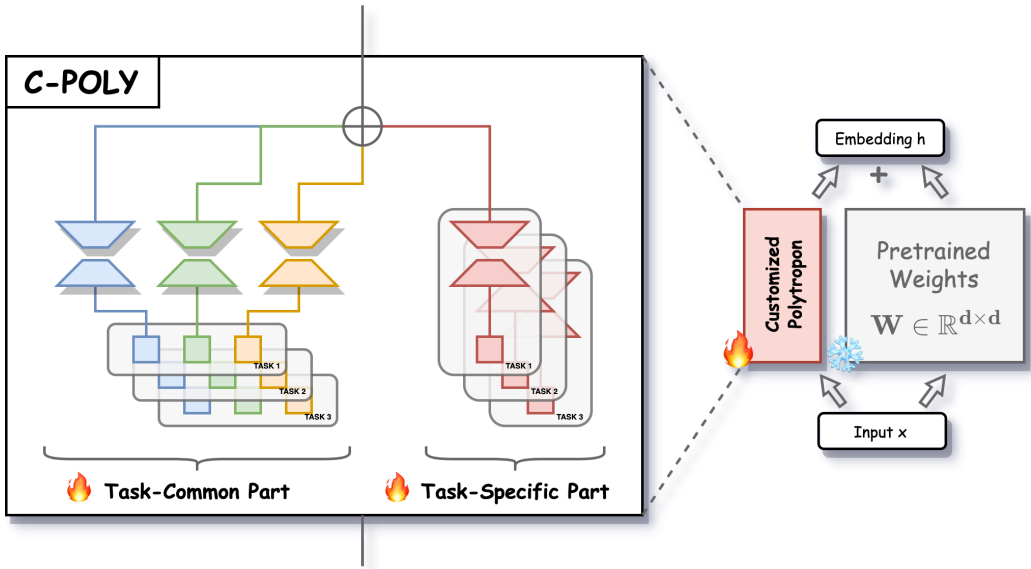 C-POLY
TASK 1
TASK 2
TASK 3
TASK 1
TASK 2
TASK 3
Task-Common Part
Task-Specific Part
Embedding h
+
Customized
Polytropon
Pretrained
Weights
𝐖 ∈ ℝ^{𝐝×𝐝}
Input x